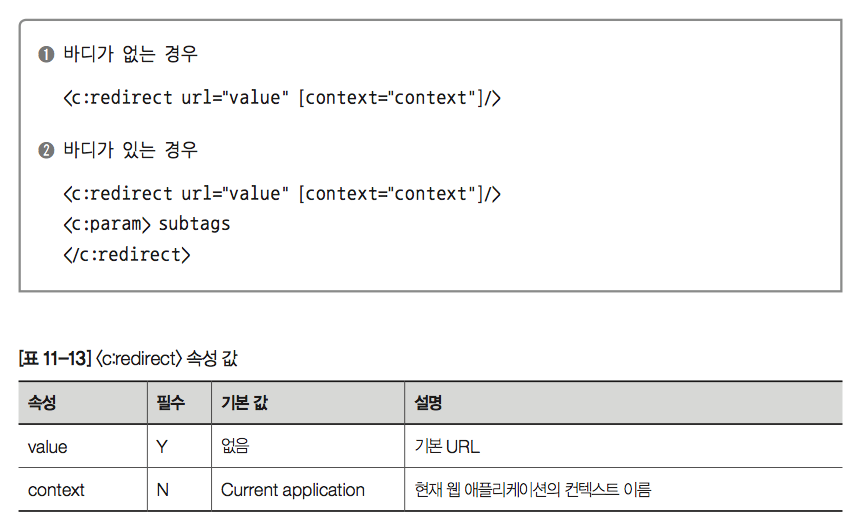 ❶ 바디가 없는 경우
<c:redirect url="value" [context="context"]/>
❷ 바디가 있는 경우
<c:redirect url="value" [context="context"]/>
<c:param> subtags
</c:redirect>
[표 11-13] <c:redirect> 속성 값
속성 필수 기본 값 설명
value Y 없음 기본 URL
context N Current application 현재 웹 애플리케이션의 컨텍스트 이름